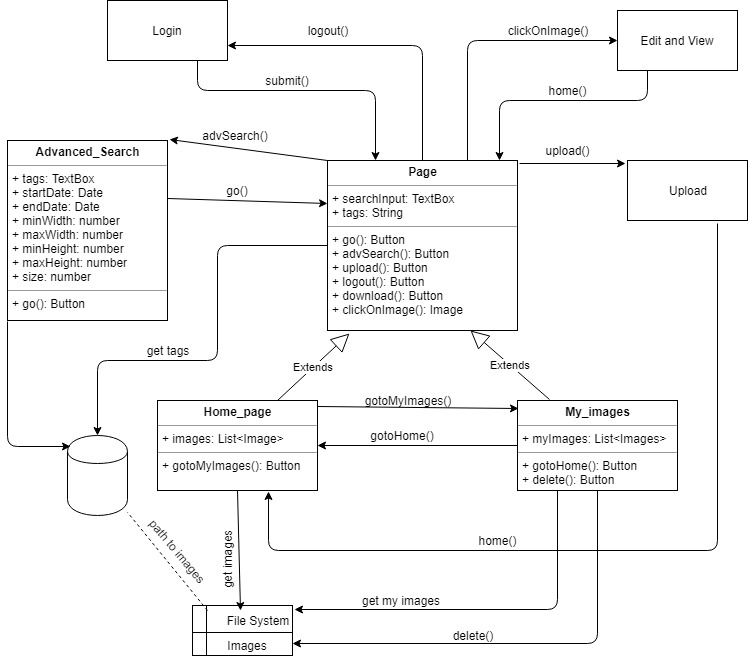 Login
logout()
clickOnImage()
Edit and View
submit()
home()
advSearch()
upload()
Advanced_Search
+ tags: TextBox
+ startDate: Date
+ endDate: Date
+ minWidth: number
+ maxWidth: number
+ minHeight: number
+ maxHeight: number
+ size: number
+ go(): Button
go()
Page
+ searchInput: TextBox
+ tags: String
+ go(): Button
+ advSearch(): Button
+ upload(): Button
+ logout(): Button
+ download(): Button
+ clickOnImage(): Image
Upload
get tags
Extends
Extends
Home_page
+ images: List<Image>
+ gotoMyImages(): Button
gotoMyImages()
gotoHome()
My_images
+ myImages: List<Images>
+ gotoHome(): Button
+ delete(): Button
path to images
get images
home()
get my images
File System
Images
delete()